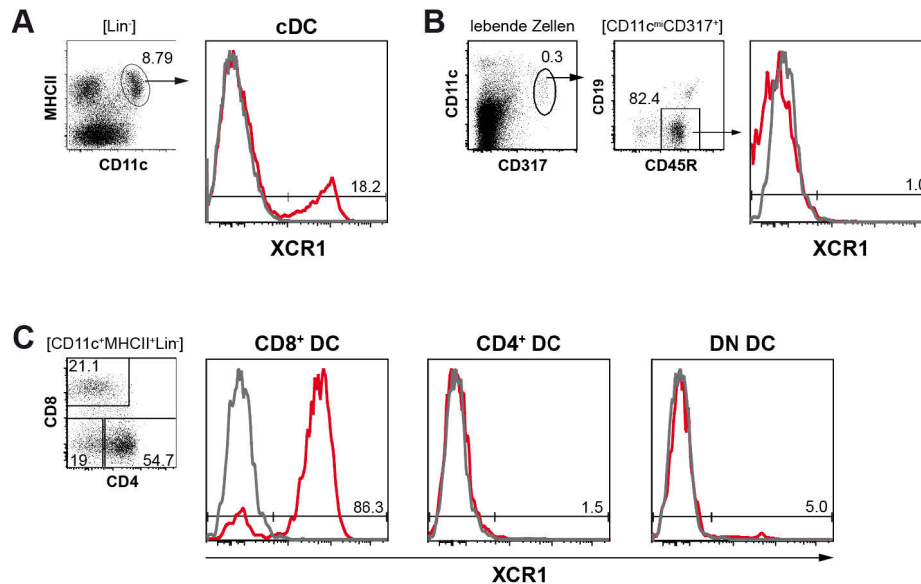 A
[Lin-]
8.79
MHCII
CD11c
cDC
18.2
XCR1
B
lebende Zellen
0.3
CD11c
CD317
[CD11cmiCD317+]
82.4
CD19
CD45R
1.0
XCR1
C
[CD11c+MHCII+Lin-]
21.1
CD8
19
54.7
CD4
CD8+ DC
86.3
CD4+ DC
1.5
DN DC
5.0
XCR1